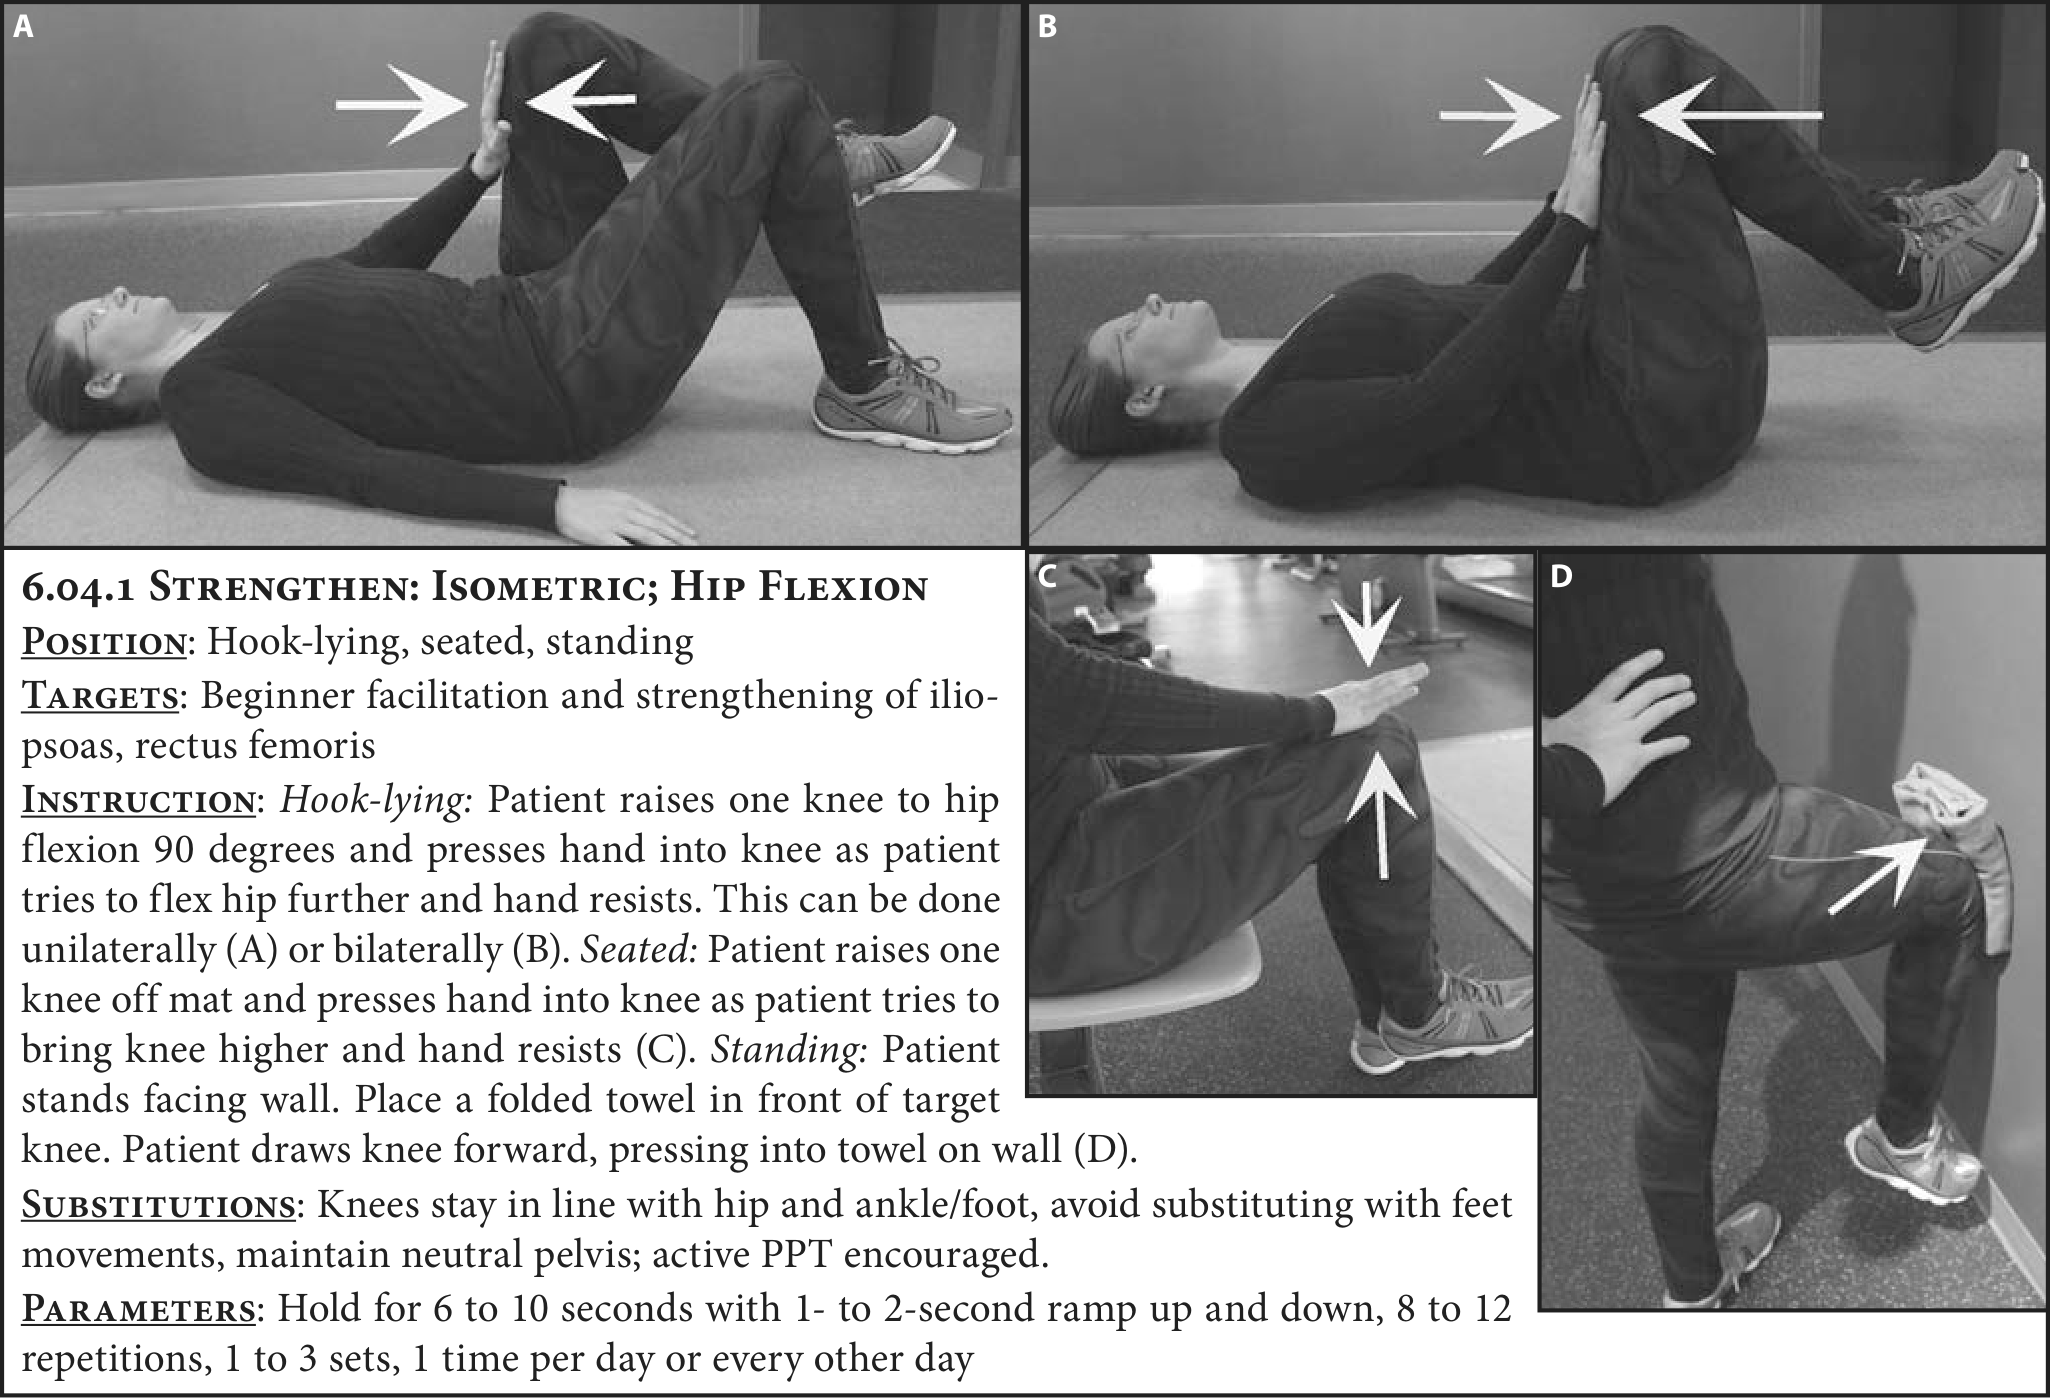 A
B
6.04.1 Strengthen: Isometric; Hip Flexion
Position: Hook-lying, seated, standing
Targets: Beginner facilitation and strengthening of ilio-
psoas, rectus femoris
Instruction: Hook-lying: Patient raises one knee to hip
flexion 90 degrees and presses hand into knee as patient
tries to flex hip further and hand resists. This can be done
unilaterally (A) or bilaterally (B). Seated: Patient raises one
knee off mat and presses hand into knee as patient tries to
bring knee higher and hand resists (C). Standing: Patient
stands facing wall. Place a folded towel in front of target
knee. Patient draws knee forward, pressing into towel on wall (D).
Substitutions: Knees stay in line with hip and ankle/foot, avoid substituting with feet
movements, maintain neutral pelvis; active PPT encouraged.
Parameters: Hold for 6 to 10 seconds with 1- to 2-second ramp up and down, 8 to 12
repetitions, 1 to 3 sets, 1 time per day or every other day
C
D